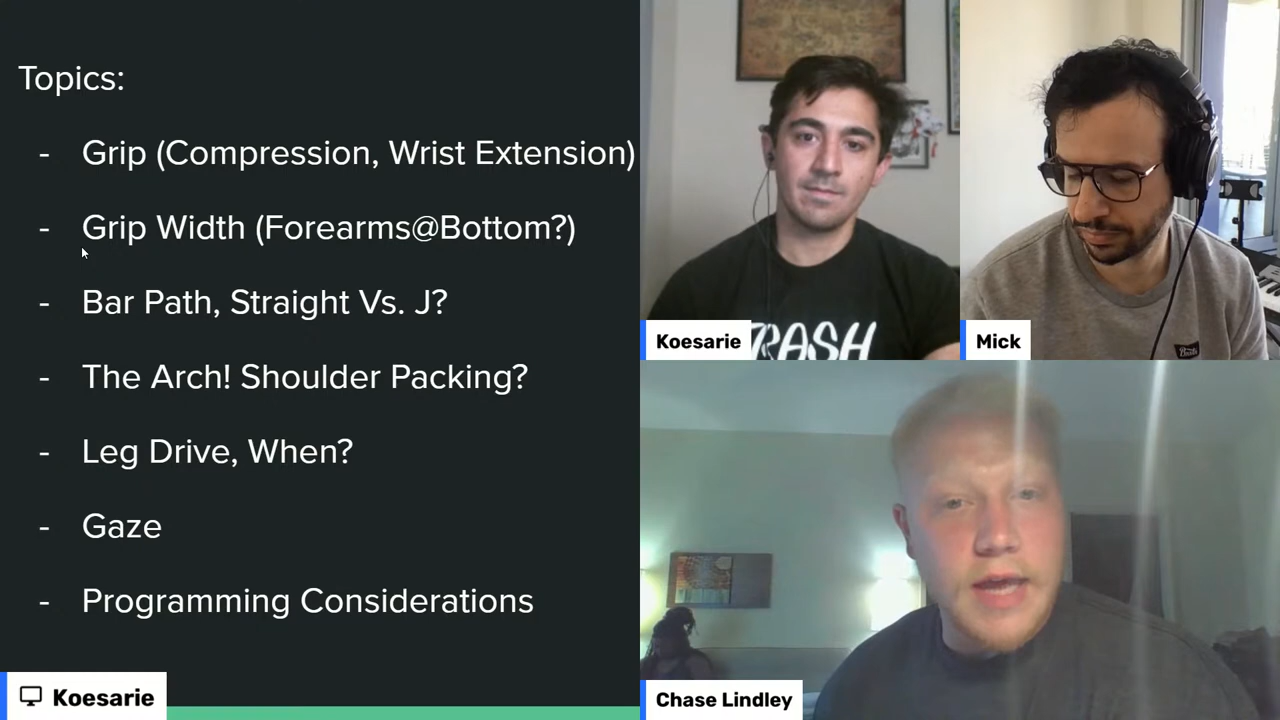 Topics:
- Grip (Compression, Wrist Extension)
- Grip Width (Forearms@Bottom?)
- Bar Path, Straight Vs. J?
- The Arch! Shoulder Packing?
- Leg Drive, When?
- Gaze
- Programming Considerations
Koesarie
TRASH
Koesarie
Mick
Chase Lindley